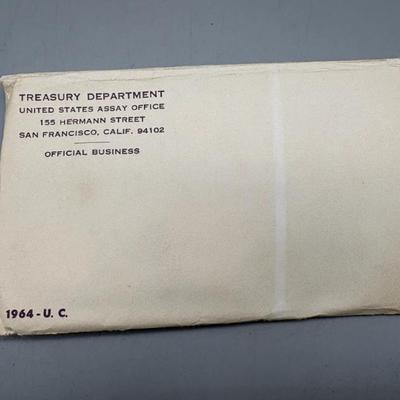 TREASURY DEPARTMENT
UNITED STATES ASSAY OFFICE
155 HERMANN STREET
SAN FRANCISCO, CALIF. 94102
OFFICIAL BUSINESS
1964 - U. C.